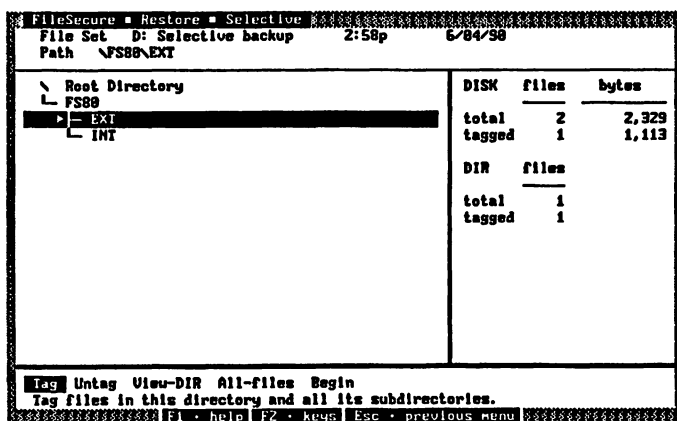 FileSecure ■ Restore ■ Selective
File Set D: Selective backup 2:58p 6/04/90
Path \FS80\EXT
\ Root Directory
FS80
EXT
INT
DISK files bytes
total 2 2,329
tagged 1 1,113
DIR files
total 1
tagged 1
Tag Untag View-DIR All-files Begin
Tag files in this directory and all its subdirectories.
F1 · help F2 · keys Esc · previous menu